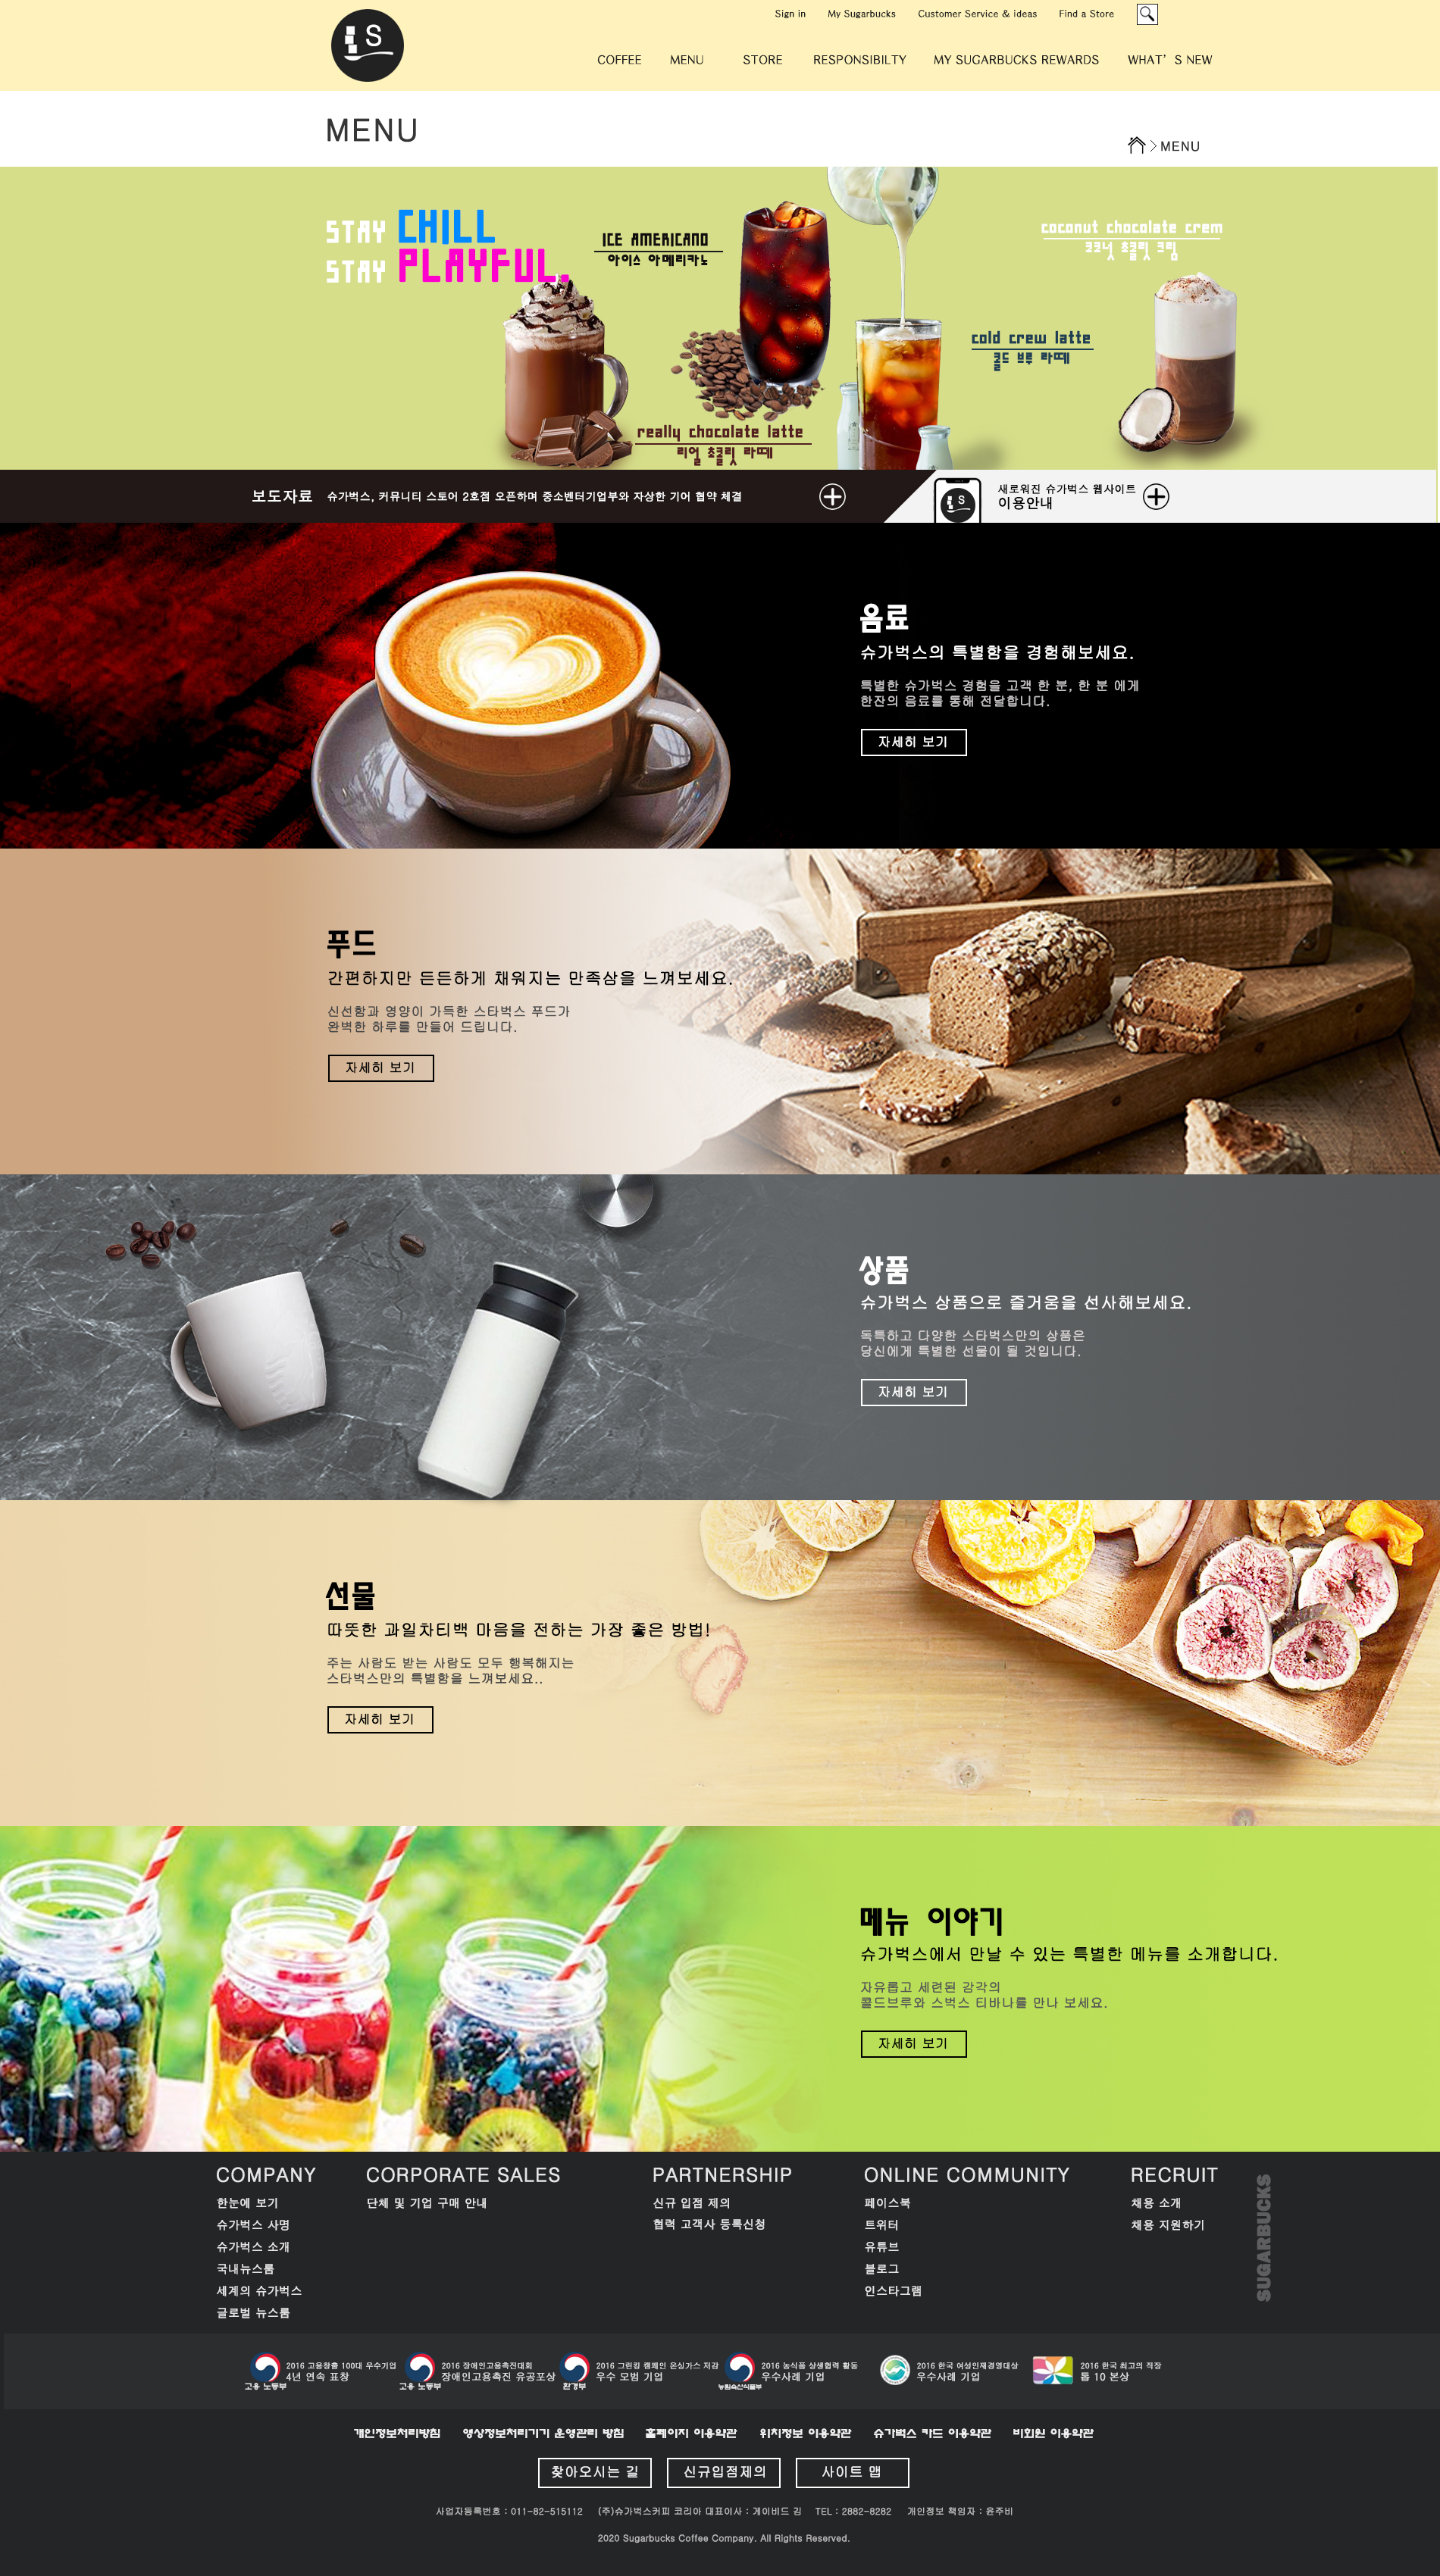 S
Sign in My Sugarbucks Customer Service & ideas Find a Store
COFFEE MENU STORE RESPONSIBILTY MY SUGARBUCKS REWARDS WHAT'S NEW
MENU
MENU
STAY CHILL
STAY PLAYFUL.
ICE AMERICANO
아이스 아메리카노
coconut chocolate crem
코코넛 초콜릿 크림
cold crew latte
콜드 브루 라떼
really chocolate latte
리얼 초콜릿 라떼
보도자료 슈가벅스, 커뮤니티 스토어 2호점 오픈하며 중소벤터기업부와 자상한 기어 협약 체결
S
새로워진 슈가벅스 웹사이트
이용안내
음료
슈가벅스의 특별함을 경험해보세요.
특별한 슈가벅스 경험을 고객 한 분, 한 분 에게
한잔의 음료를 통해 전달합니다.
자세히 보기
푸드
간편하지만 든든하게 채워지는 만족삼을 느껴보세요.
신선함과 영양이 가득한 스타벅스 푸드가
완벽한 하루를 만들어 드립니다.
자세히 보기
상품
슈가벅스 상품으로 즐거움을 선사해보세요.
독특하고 다양한 스타벅스만의 상품은
당신에게 특별한 선물이 될 것입니다.
자세히 보기
선물
따뜻한 과일차티백 마음을 전하는 가장 좋은 방법!
주는 사람도 받는 사람도 모두 행복해지는
스타벅스만의 특별함을 느껴보세요..
자세히 보기
메뉴 이야기
슈가벅스에서 만날 수 있는 특별한 메뉴를 소개합니다.
자유롭고 세련된 감각의
콜드브루와 스벅스 티바나를 만나 보세요.
자세히 보기
COMPANY
한눈에 보기
슈가벅스 사명
슈가벅스 소개
국내뉴스룸
세계의 슈가벅스
글로벌 뉴스룸
CORPORATE SALES
단체 및 기업 구매 안내
PARTNERSHIP
신규 입점 제의
협력 고객사 등록신청
ONLINE COMMUNITY
페이스북
트위터
유튜브
블로그
인스타그램
RECRUIT
채용 소개
채용 지원하기
SUGARBUCKS
2016 고용창출 100대 우수기업
4년 연속 표창
고용 노동부
2016 장애인고용촉진대회
장애인고용촉진 유공포상
고용 노동부
2016 그린킹 캠페인 온싱가스 저감
우수 모범 기업
환경부
2016 농식품 상생협력 활동
우수사례 기업
농림축산식품부
2016 한국 여성인재경영대상
우수사례 기업
2016 한국 최고의 직장
톱 10 본상
개인정보처리방침 영상정보처리기기 운영관리 방침 홈페이지 이용약관 위치정보 이용약관 슈가벅스 카드 이용약관 비회원 이용약관
찾아오시는 길 신규입점제의 사이트 맵
사업자등록번호 : 011-82-515112 (주)슈가벅스커피 코리아 대표이사 : 게이비드 김 TEL : 2882-8282 개인정보 책임자 : 윤주비
2020 Sugarbucks Coffee Company. All Rights Reserved.